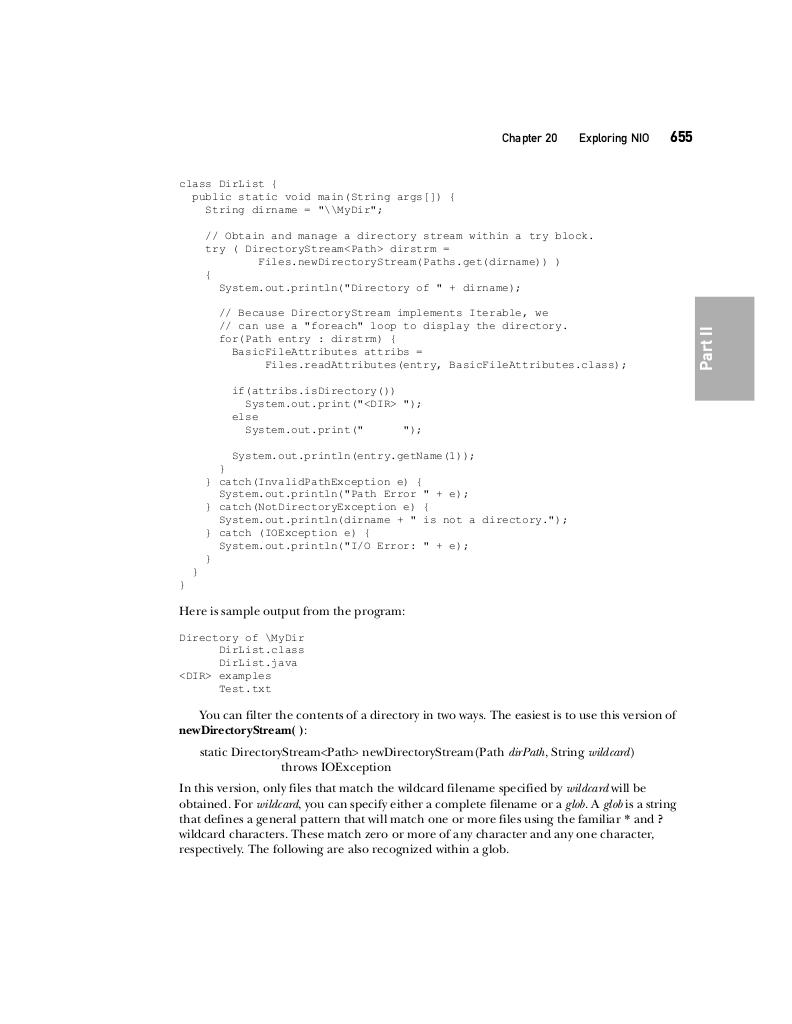 Chapter 20 Exploring NIO 655
class DirList {
  public static void main(String args[]) {
    String dirname = "\\MyDir";

    // Obtain and manage a directory stream within a try block.
    try ( DirectoryStream<Path> dirstrm =
            Files.newDirectoryStream(Paths.get(dirname)) )
    {
      System.out.println("Directory of " + dirname);

      // Because DirectoryStream implements Iterable, we
      // can use a "foreach" loop to display the directory.
      for(Path entry : dirstrm) {
        BasicFileAttributes attribs =
             Files.readAttributes(entry, BasicFileAttributes.class);

        if(attribs.isDirectory())
          System.out.print("<DIR> ");
        else
          System.out.print("      ");

        System.out.println(entry.getName(1));
      }
    } catch(InvalidPathException e) {
      System.out.println("Path Error " + e);
    } catch(NotDirectoryException e) {
      System.out.println(dirname + " is not a directory.");
    } catch (IOException e) {
      System.out.println("I/O Error: " + e);
    }
  }
}
Part II
Here is sample output from the program:
Directory of \MyDir
      DirList.class
      DirList.java
<DIR> examples
      Test.txt
You can filter the contents of a directory in two ways. The easiest is to use this version of
newDirectoryStream( ):
static DirectoryStream<Path> newDirectoryStream(Path dirPath, String wildcard)
throws IOException
In this version, only files that match the wildcard filename specified by wildcard will be
obtained. For wildcard, you can specify either a complete filename or a glob. A glob is a string
that defines a general pattern that will match one or more files using the familiar * and ?
wildcard characters. These match zero or more of any character and any one character,
respectively. The following are also recognized within a glob.